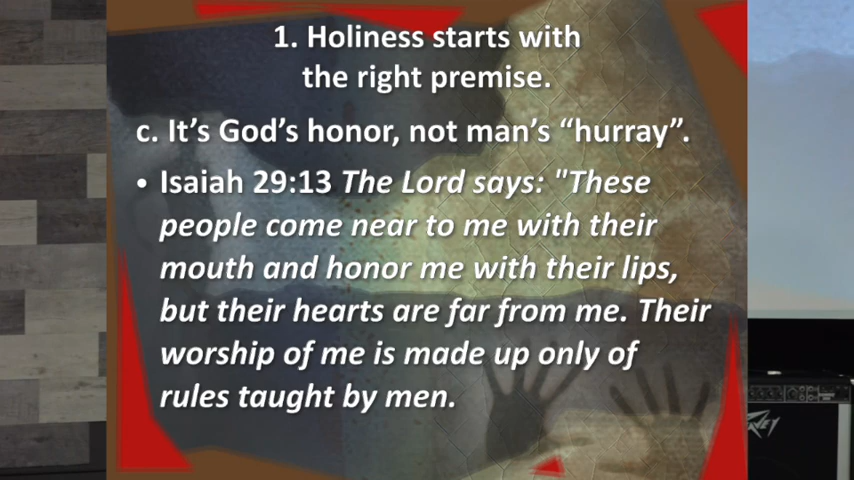 1. Holiness starts with
the right premise.
c. It's God's honor, not man's “hurray”.
• Isaiah 29:13 The Lord says: "These
people come near to me with their
mouth and honor me with their lips,
but their hearts are far from me. Their
worship of me is made up only of
rules taught by men.
PEAVEY